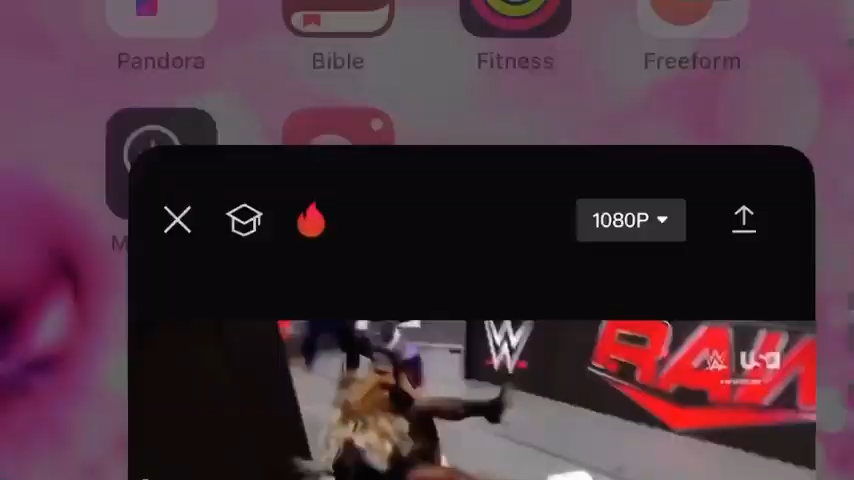 Pandora
Bible
Fitness
Freeform
M
1080P
W
RAW
W
USA